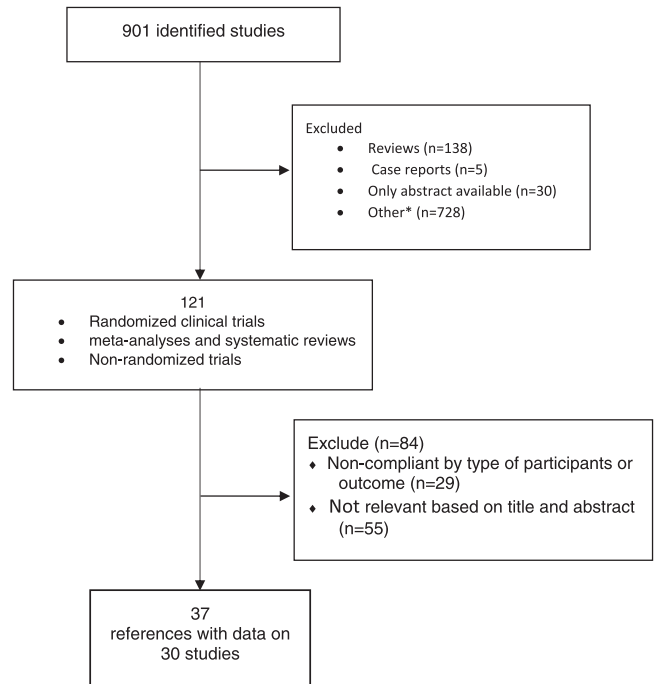 901 identified studies
Excluded
• Reviews (n=138)
• Case reports (n=5)
• Only abstract available (n=30)
• Other* (n=728)
121
• Randomized clinical trials
• meta-analyses and systematic reviews
• Non-randomized trials
Exclude (n=84)
♦ Non-compliant by type of participants or
outcome (n=29)
♦ Not relevant based on title and abstract
(n=55)
37
references with data on
30 studies